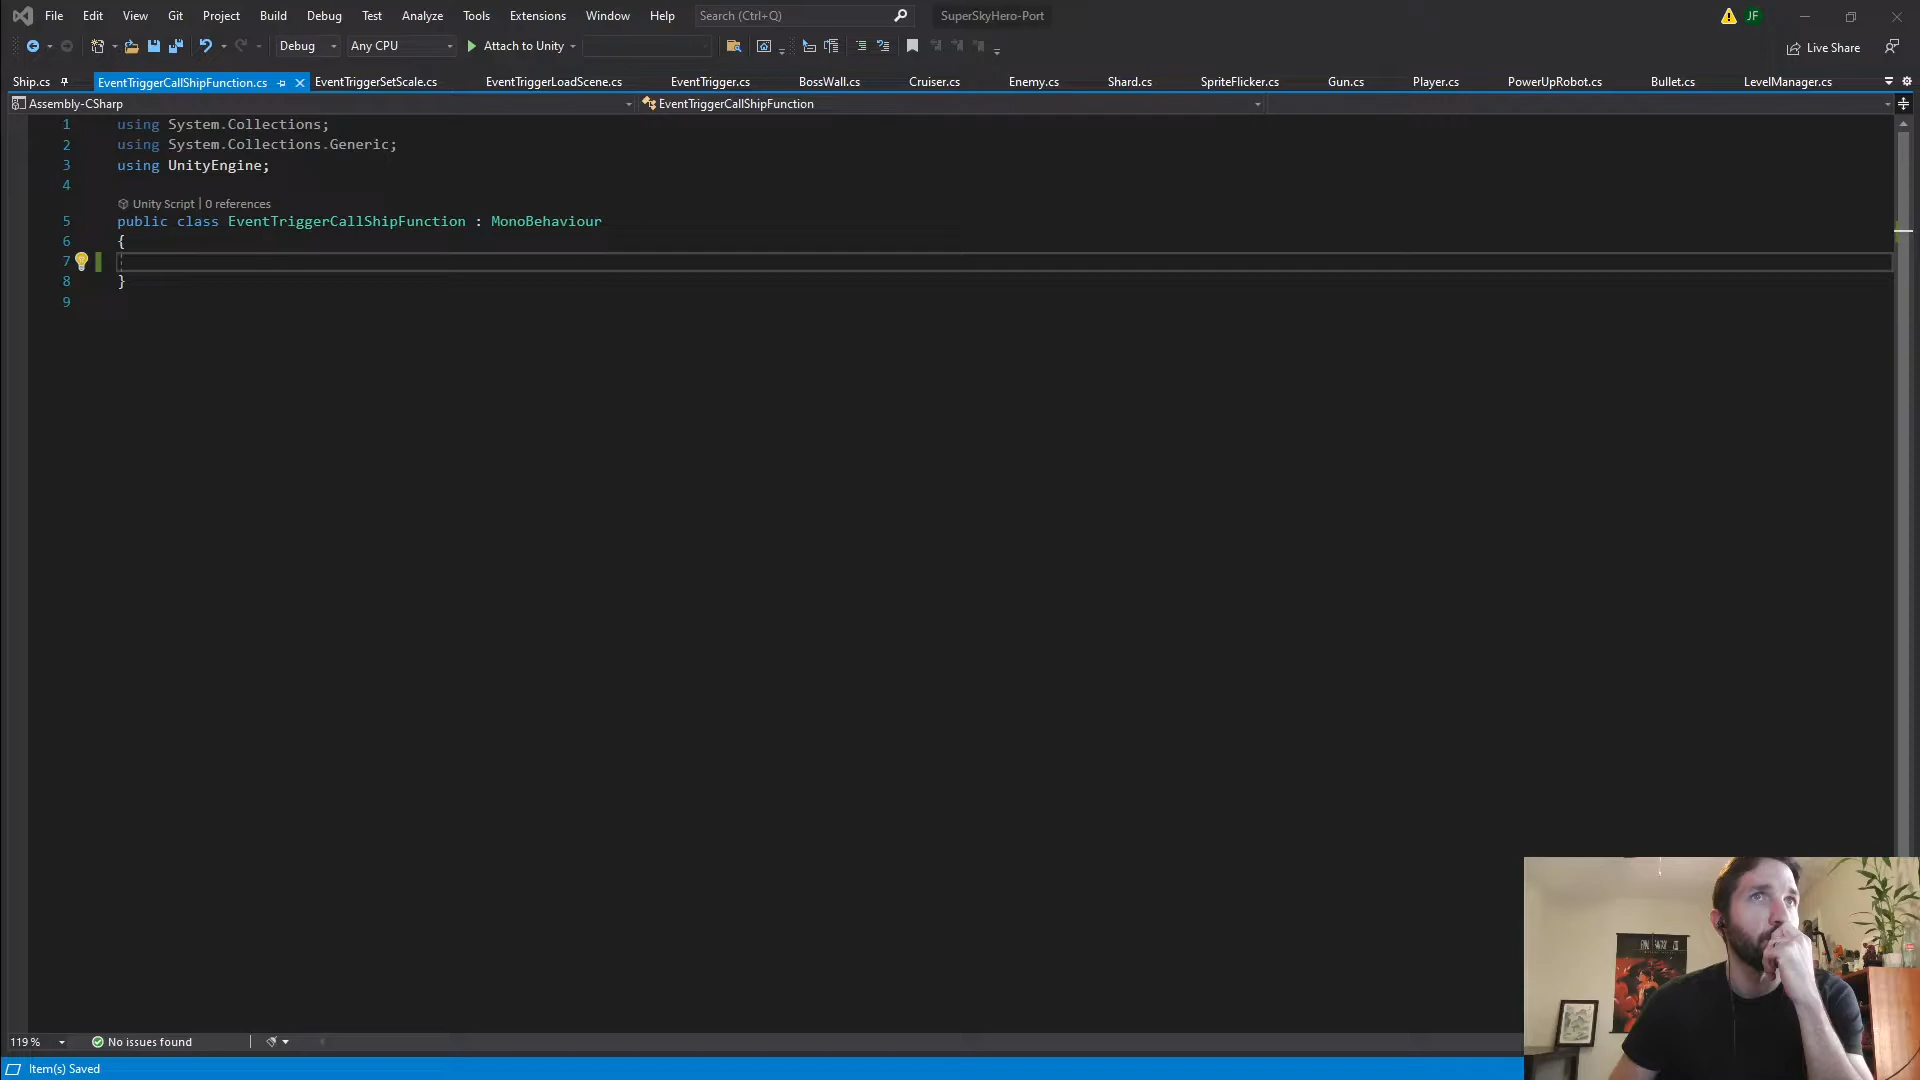 File Edit View Git Project Build Debug Test Analyze Tools Extensions Window Help Search (Ctrl+Q) SuperSkyHero-Port JF
Debug Any CPU Attach to Unity Live Share
Ship.cs EventTriggerCallShipFunction.cs EventTriggerSetScale.cs EventTriggerLoadScene.cs EventTrigger.cs BossWall.cs Cruiser.cs Enemy.cs Shard.cs SpriteFlicker.cs Gun.cs Player.cs PowerUpRobot.cs Bullet.cs LevelManager.cs
Assembly-CSharp EventTriggerCallShipFunction
1 using System.Collections;
2 using System.Collections.Generic;
3 using UnityEngine;
4
Unity Script | 0 references
5 public class EventTriggerCallShipFunction : MonoBehaviour
6 {
7
8 }
9
119 % No issues found
Item(s) Saved